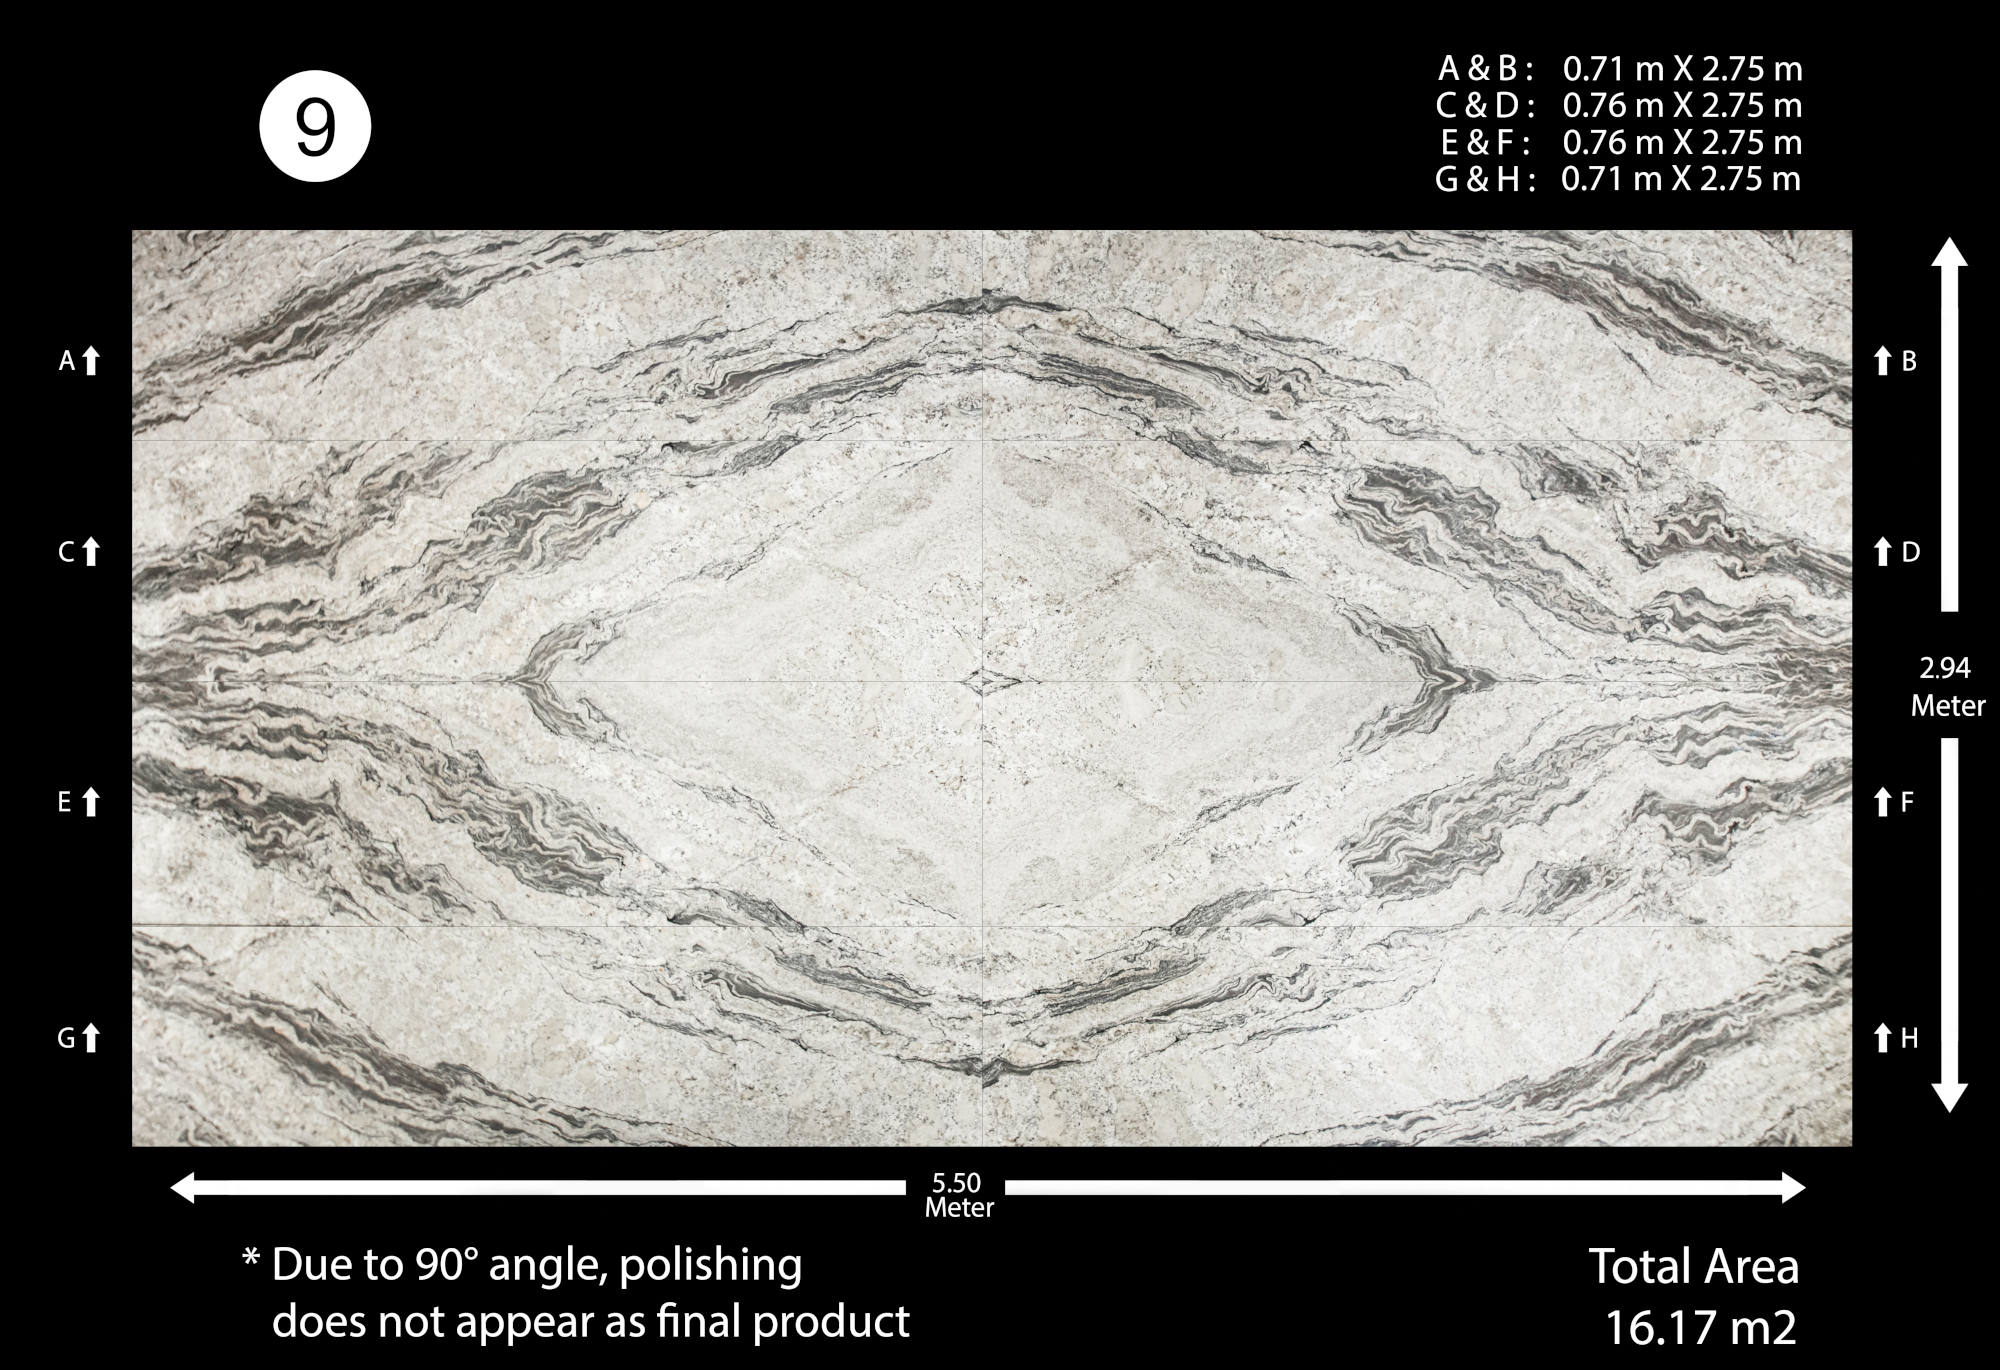 9
A & B : 0.71 m X 2.75 m
C & D : 0.76 m X 2.75 m
E & F : 0.76 m X 2.75 m
G & H : 0.71 m X 2.75 m
A
B
C
D
2.94
Meter
E
F
G
H
5.50
Meter
* Due to 90° angle, polishing
does not appear as final product
Total Area
16.17 m2